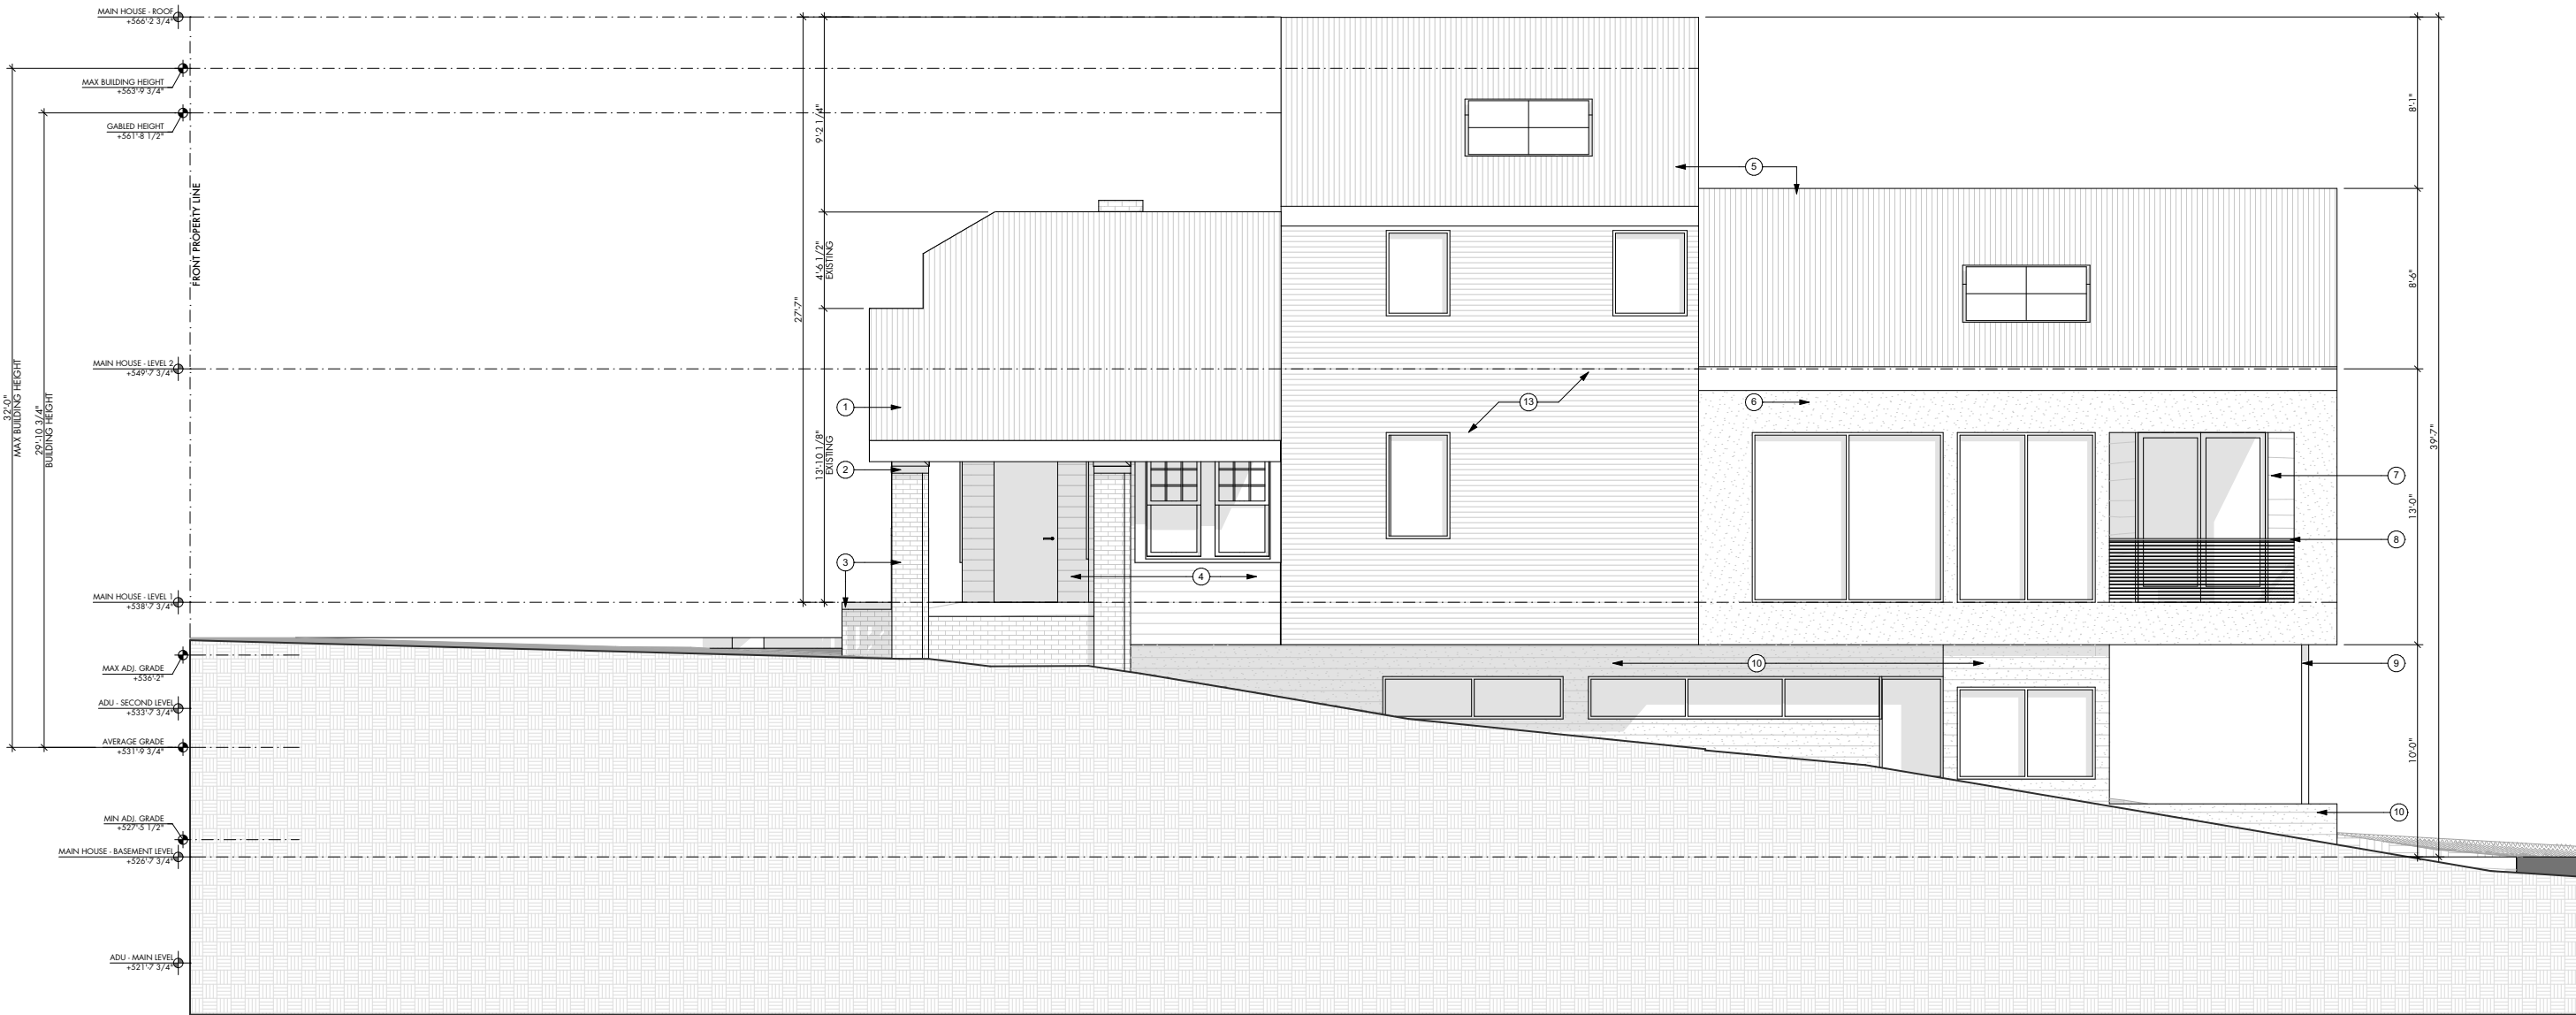 MAIN HOUSE - ROOF
+566'-2 3/4"
MAX BUILDING HEIGHT
+563'-9 3/4"
GABLED HEIGHT
+561'-8 1/2"
FRONT PROPERTY LINE
MAIN HOUSE - LEVEL 2
+549'-7 3/4"
32'-0"
MAX BUILDING HEIGHT
29'-10 3/4"
BUILDING HEIGHT
MAIN HOUSE - LEVEL 1
+538'-7 3/4"
MAX ADJ. GRADE
+536'-2"
ADU - SECOND LEVEL
+533'-7 3/4"
AVERAGE GRADE
+531'-9 3/4"
MIN ADJ. GRADE
+527'-5 1/2"
MAIN HOUSE - BASEMENT LEVEL
+526'-7 3/4"
ADU - MAIN LEVEL
+521'-7 3/4"
27'-7"
9'-2 1/4"
4'-6 1/2"
EXISTING
13'-10 1/8"
EXISTING
1
2
3
4
5
13
6
7
8
9
10
10
8'-1"
8'-6"
13'-0"
10'-0"
39'-7"